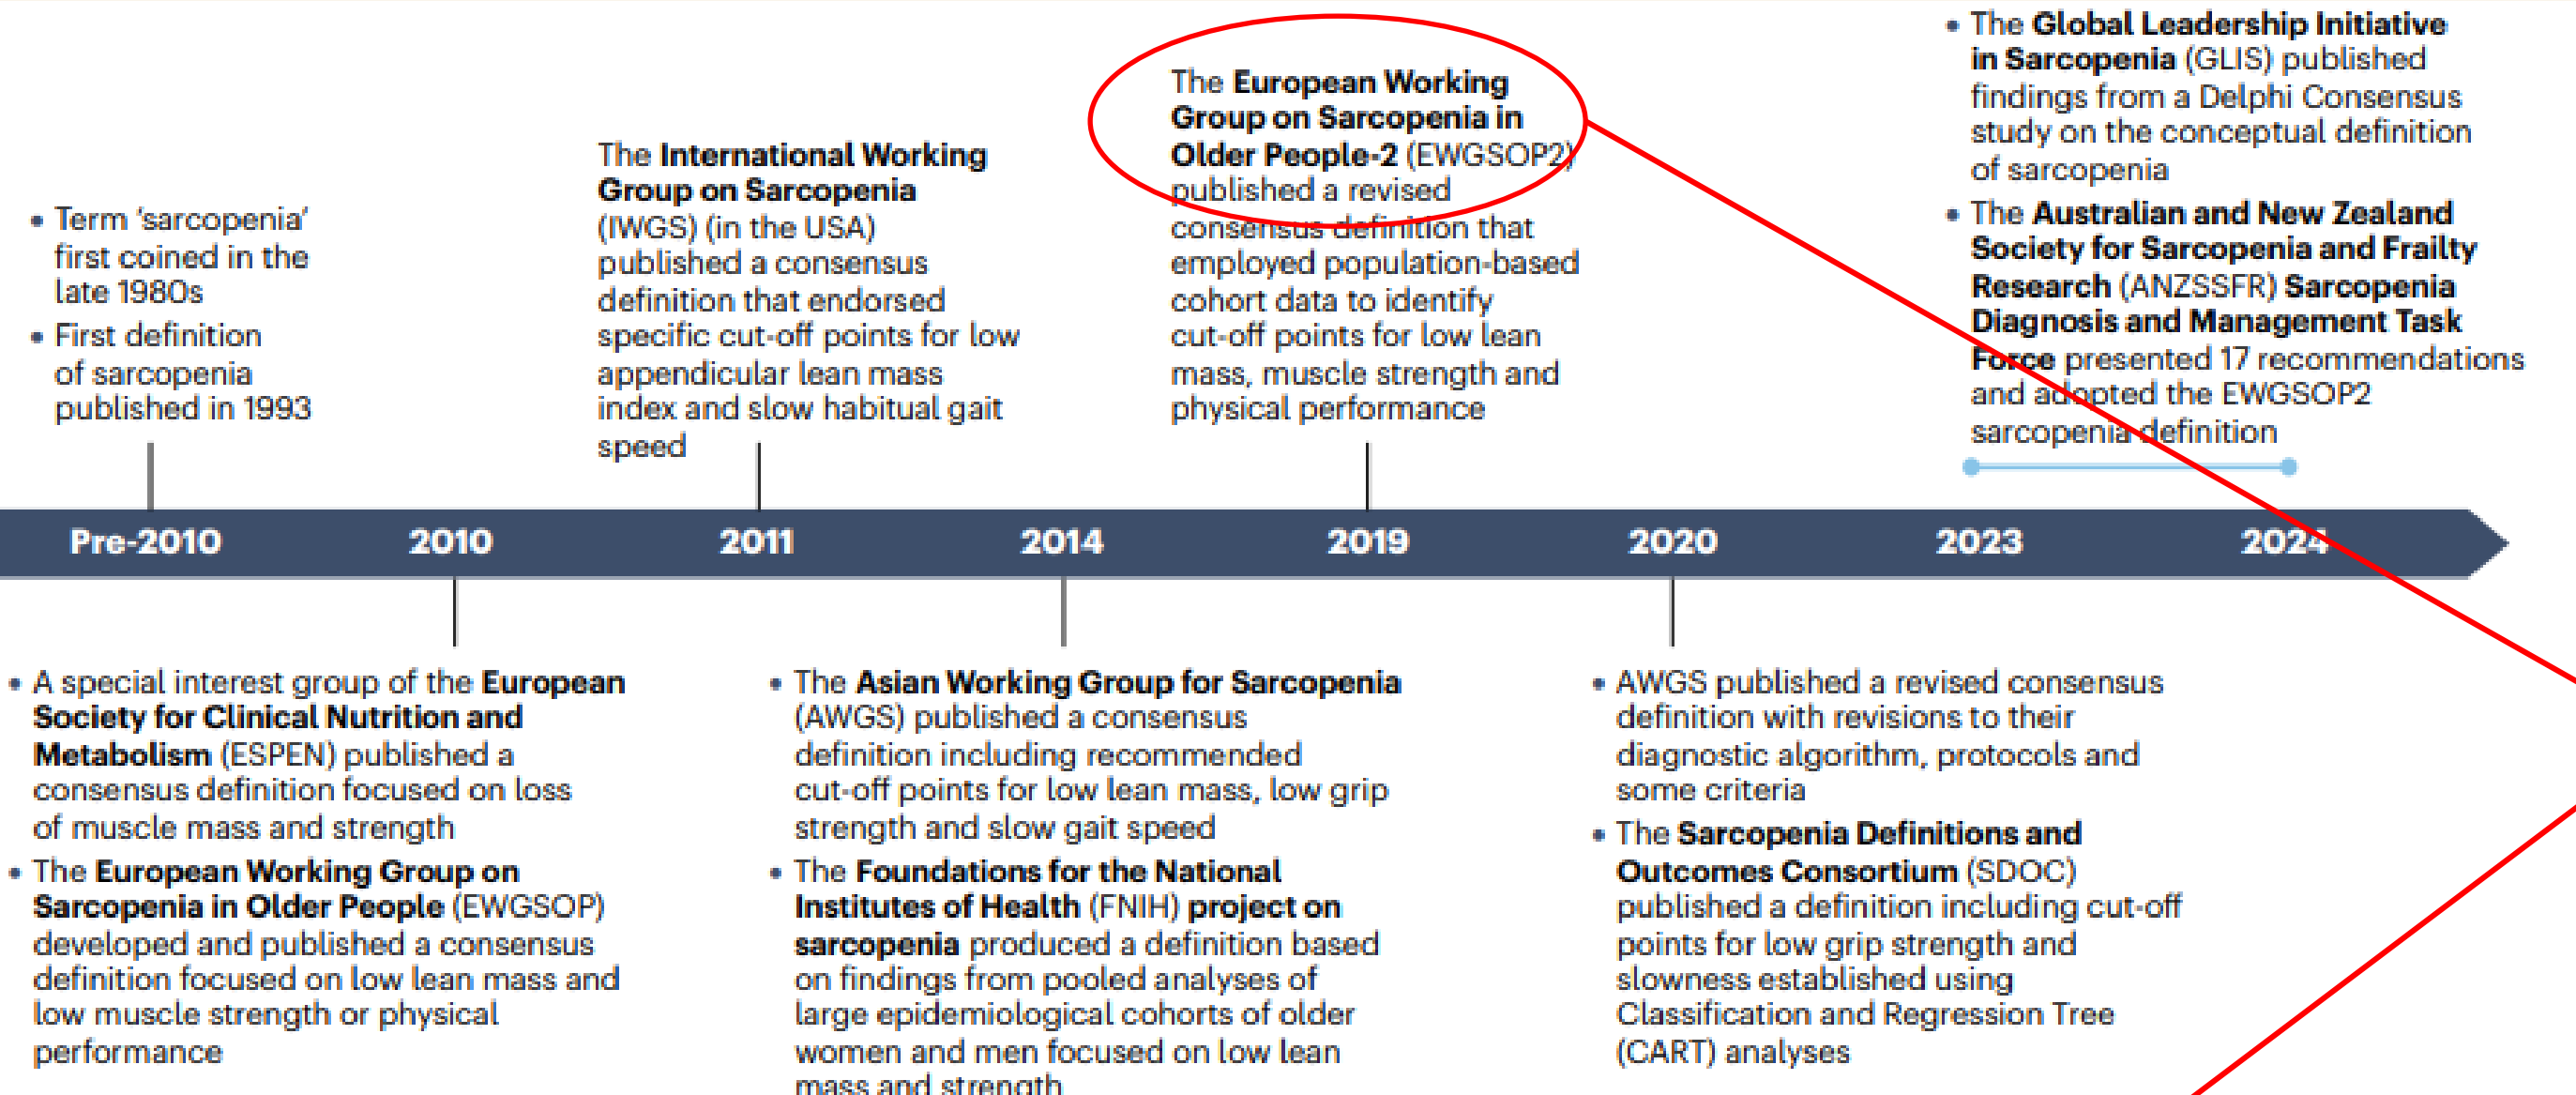 • Term ‘sarcopenia’
first coined in the
late 1980s
• First definition
of sarcopenia
published in 1993
The International Working
Group on Sarcopenia
(IWGS) (in the USA)
published a consensus
definition that endorsed
specific cut-off points for low
appendicular lean mass
index and slow habitual gait
speed
The European Working
Group on Sarcopenia in
Older People-2 (EWGSOP2)
published a revised
consensus definition that
employed population-based
cohort data to identify
cut-off points for low lean
mass, muscle strength and
physical performance
• The Global Leadership Initiative
in Sarcopenia (GLIS) published
findings from a Delphi Consensus
study on the conceptual definition
of sarcopenia
• The Australian and New Zealand
Society for Sarcopenia and Frailty
Research (ANZSSFR) Sarcopenia
Diagnosis and Management Task
Force presented 17 recommendations
and adopted the EWGSOP2
sarcopenia definition
Pre-2010 2010 2011 2014 2019 2020 2023 2024
• A special interest group of the European
Society for Clinical Nutrition and
Metabolism (ESPEN) published a
consensus definition focused on loss
of muscle mass and strength
• The European Working Group on
Sarcopenia in Older People (EWGSOP)
developed and published a consensus
definition focused on low lean mass and
low muscle strength or physical
performance
• The Asian Working Group for Sarcopenia
(AWGS) published a consensus
definition including recommended
cut-off points for low lean mass, low grip
strength and slow gait speed
• The Foundations for the National
Institutes of Health (FNIH) project on
sarcopenia produced a definition based
on findings from pooled analyses of
large epidemiological cohorts of older
women and men focused on low lean
mass and strength
• AWGS published a revised consensus
definition with revisions to their
diagnostic algorithm, protocols and
some criteria
• The Sarcopenia Definitions and
Outcomes Consortium (SDOC)
published a definition including cut-off
points for low grip strength and
slowness established using
Classification and Regression Tree
(CART) analyses